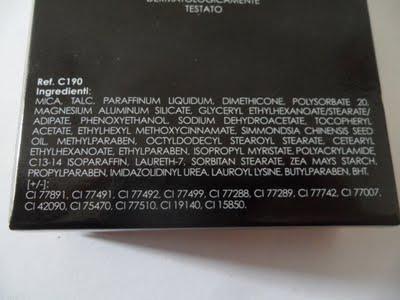 DERMATOLOGICAMENTE
TESTATO
Ref. C190
Ingredienti:
MICA, TALC, PARAFFINUM LIQUIDUM, DIMETHICONE, POLYSORBATE 20,
MAGNESIUM ALUMINUM SILICATE, GLYCERYL ETHYLHEXANOATE/STEARATE/
ADIPATE, PHENOXYETHANOL, SODIUM DEHYDROACETATE, TOCOPHERYL
ACETATE, ETHYLHEXYL METHOXYCINNAMATE, SIMMONDSIA CHINENSIS SEED
OIL, METHYLPARABEN, OCTYLDODECYL STEAROYL STEARATE, CETEARYL
ETHYLHEXANOATE, ETHYLPARABEN, ISOPROPYL MYRISTATE, POLYACRYLAMIDE,
C13-14 ISOPARAFFIN, LAURETH-7, SORBITAN STEARATE, ZEA MAYS STARCH,
PROPYLPARABEN, IMIDAZOLIDINYL UREA, LAUROYL LYSINE, BUTYLPARABEN, BHT.
[+/-]:
CI 77891, CI 77491, CI 77492, CI 77499, CI 77288, CI 77289, CI 77742, CI 77007,
CI 42090, CI 75470, CI 77510, CI 19140, CI 15850.